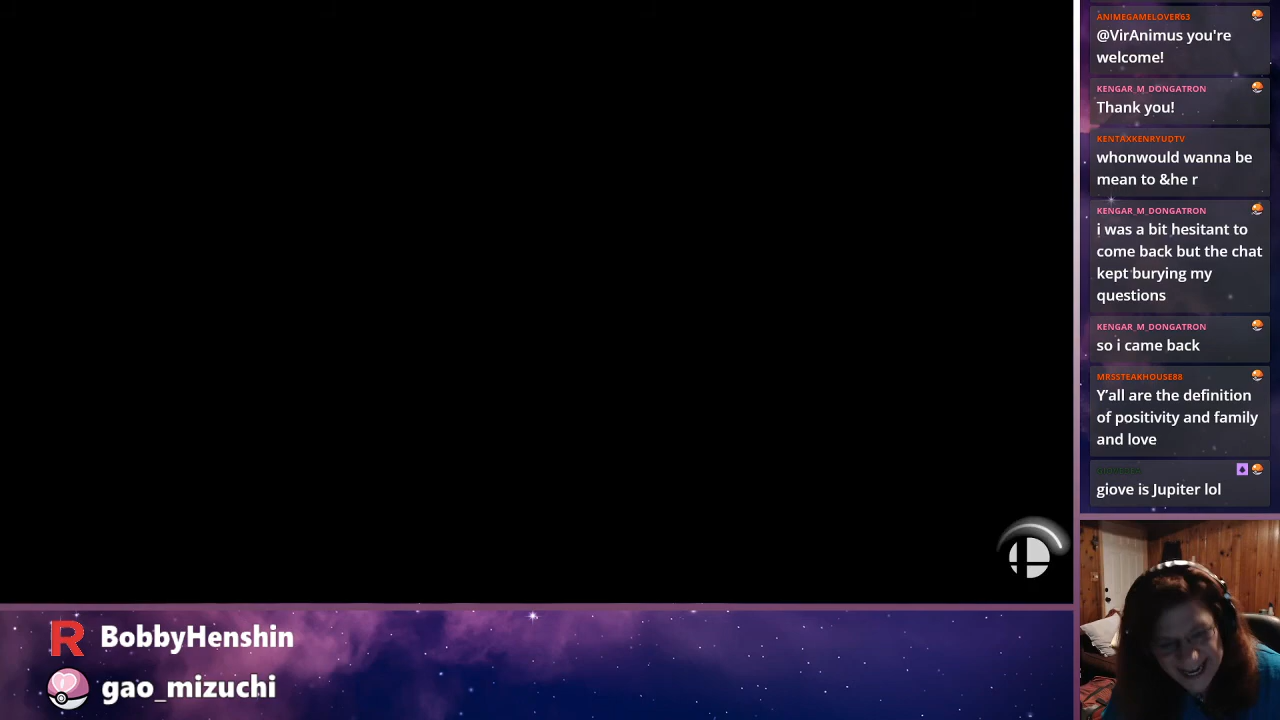 ANIMEGAMELOVER63
@VirAnimus you're
welcome!
KENGAR_M_DONGATRON
Thank you!
KENTAXKENRYUDTV
whonwould wanna be
mean to &he r
KENGAR_M_DONGATRON
i was a bit hesitant to
come back but the chat
kept burying my
questions
KENGAR_M_DONGATRON
so i came back
MRSSTEAKHOUSE88
Y'all are the definition
of positivity and family
and love
giove is Jupiter lol
R BobbyHenshin
gao_mizuchi